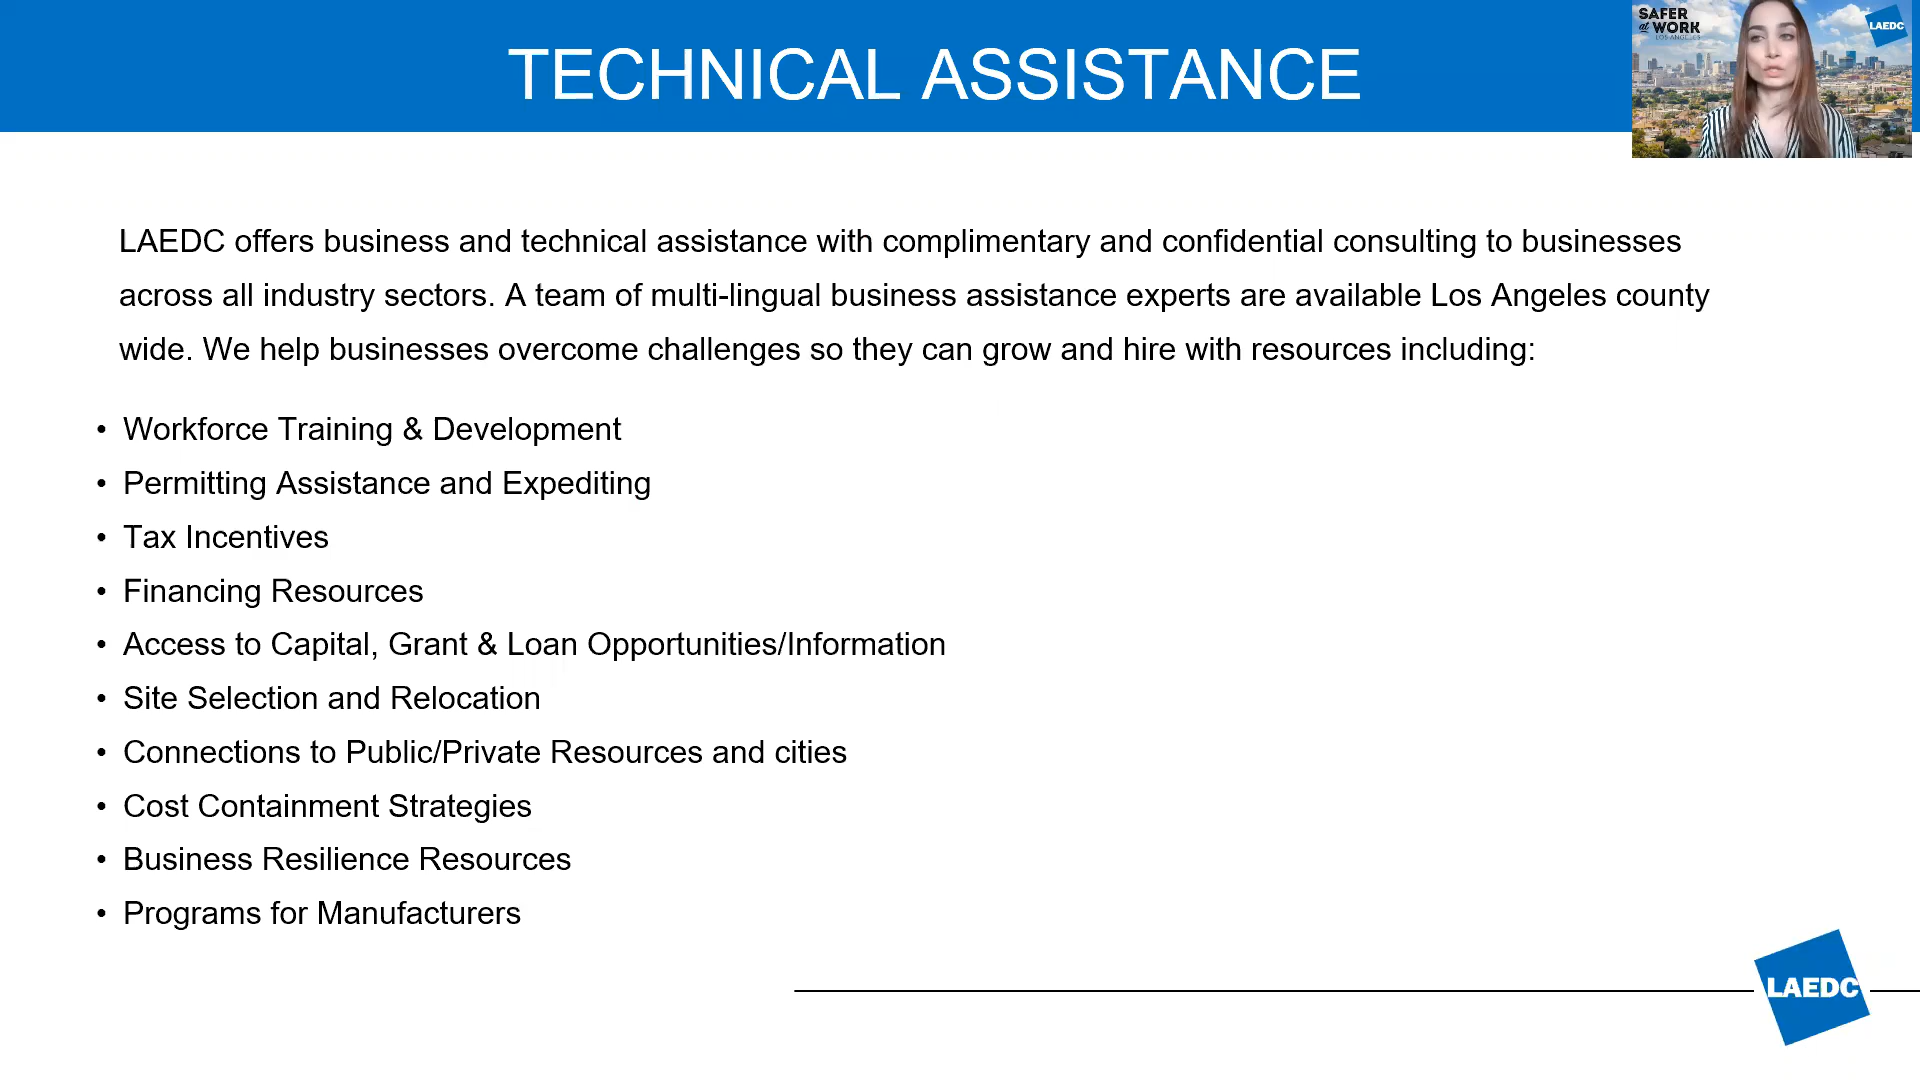 TECHNICAL ASSISTANCE
SAFER
at WORK
LOS ANGELES
LAEDC
LAEDC offers business and technical assistance with complimentary and confidential consulting to businesses
across all industry sectors. A team of multi-lingual business assistance experts are available Los Angeles county
wide. We help businesses overcome challenges so they can grow and hire with resources including:
• Workforce Training & Development
• Permitting Assistance and Expediting
• Tax Incentives
• Financing Resources
• Access to Capital, Grant & Loan Opportunities/Information
• Site Selection and Relocation
• Connections to Public/Private Resources and cities
• Cost Containment Strategies
• Business Resilience Resources
• Programs for Manufacturers
LAEDC